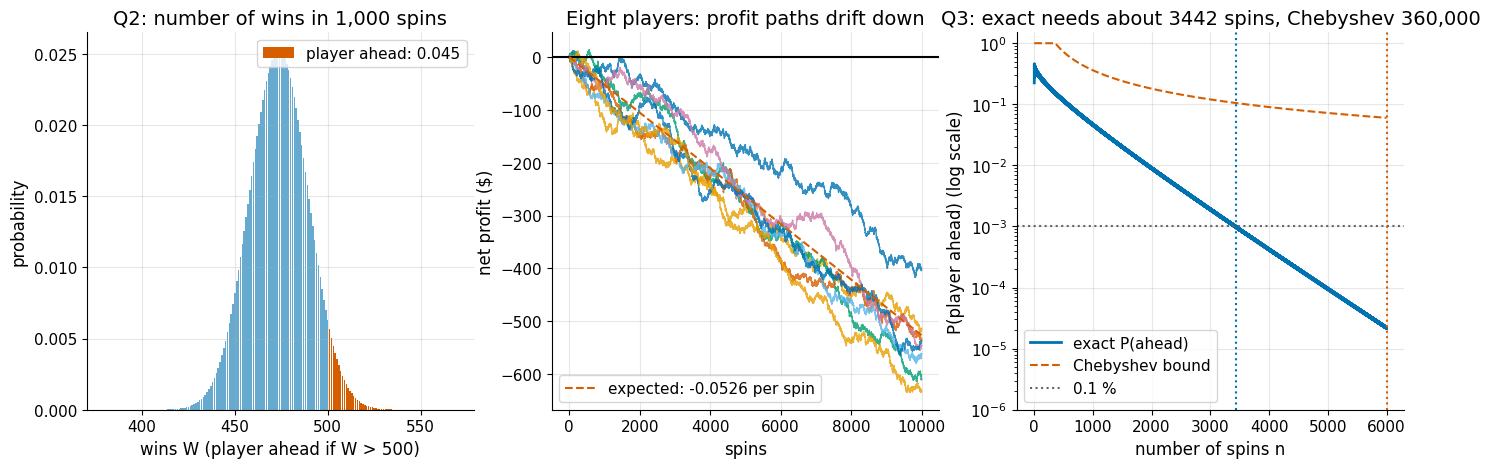 Q2: number of wins in 1,000 spins
player ahead: 0.045
0.025
0.020
0.015
0.010
0.005
0.000
probability
400
450
500
550
wins W (player ahead if W > 500)
Eight players: profit paths drift down
0
−100
−200
−300
−400
−500
−600
net profit ($)
expected: -0.0526 per spin
0
2000
4000
6000
8000
10000
spins
Q3: exact needs about 3442 spins, Chebyshev 360,000
10⁰
10⁻¹
10⁻²
10⁻³
10⁻⁴
10⁻⁵
10⁻⁶
P(player ahead) (log scale)
exact P(ahead)
Chebyshev bound
0.1 %
0
1000
2000
3000
4000
5000
6000
number of spins n